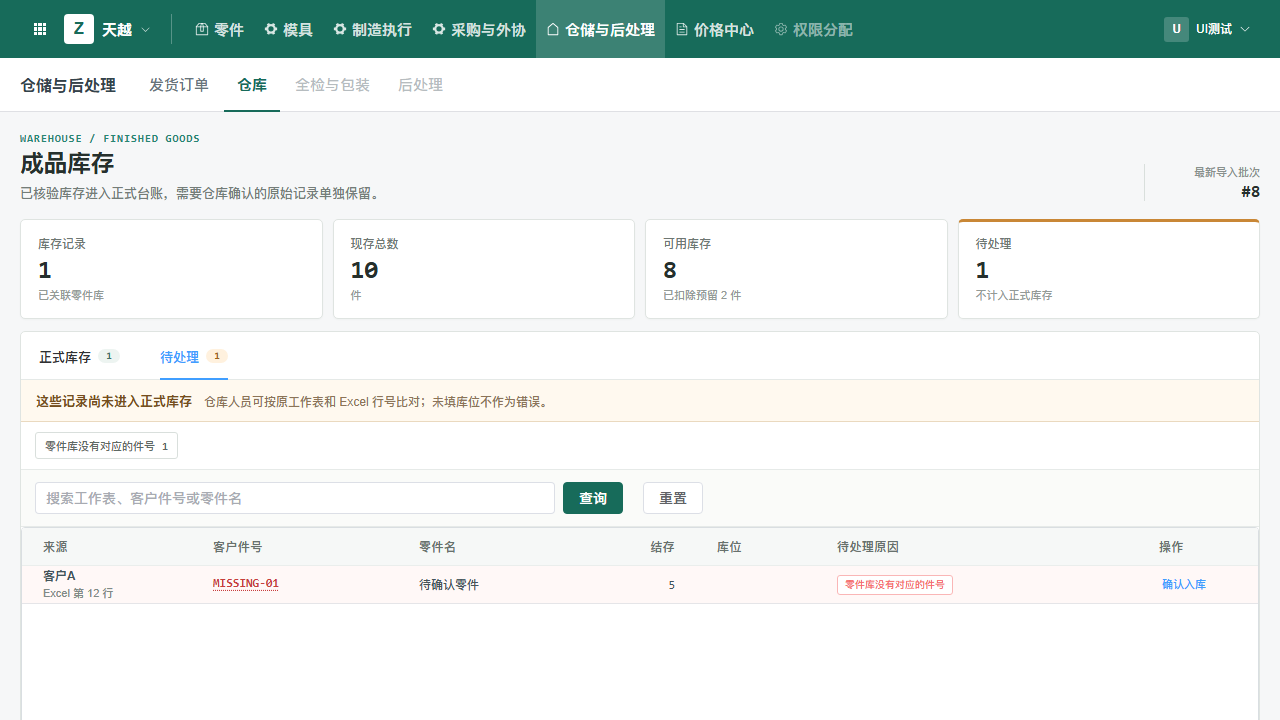 Z 天越 零件 模具 制造执行 采购与外协 仓储与后处理 价格中心 权限分配 U UI测试
仓储与后处理 发货订单 仓库 全检与包装 后处理
WAREHOUSE / FINISHED GOODS
成品库存
已核验库存进入正式台账，需要仓库确认的原始记录单独保留。
最新导入批次
#8
库存记录
1
已关联零件库
现存总数
10
件
可用库存
8
已扣除预留 2 件
待处理
1
不计入正式库存
正式库存 1 待处理 1
这些记录尚未进入正式库存 仓库人员可按原工作表和 Excel 行号比对；未填库位不作为错误。
零件库没有对应的件号 1
搜索工作表、客户件号或零件名 查询 重置
来源 客户件号 零件名 结存 库位 待处理原因 操作
客户A
Excel 第 12 行
MISSING-01 待确认零件 5 零件库没有对应的件号 确认入库